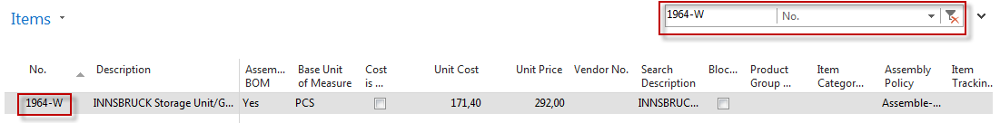 Items
1964-W No.
No. Description Assem... BOM Base Unit of Measure Cost is ... Unit Cost Unit Price Vendor No. Search Description Bloc... Product Group ... Item Categor... Assembly Policy Item Trackin...
1964-W INNSBRUCK Storage Unit/G... Yes PCS 171,40 292,00 INNSBRUC... Assemble-...